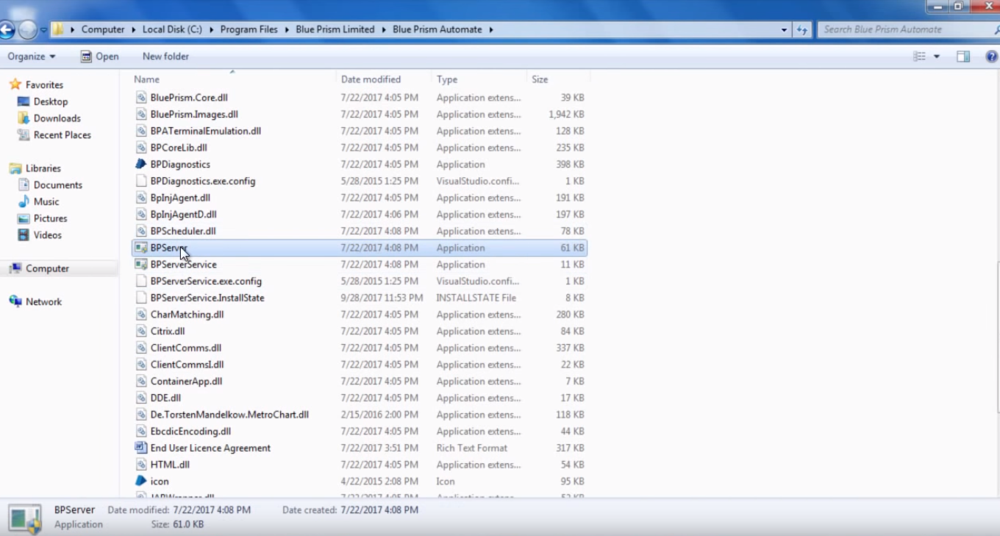 Computer Local Disk (C:) Program Files Blue Prism Limited Blue Prism Automate Search Blue Prism Automate
Organize Open New folder
Favorites
Desktop
Downloads
Recent Places
Libraries
Documents
Music
Pictures
Videos
Computer
Network
Name Date modified Type Size
BluePrism.Core.dll 7/22/2017 4:05 PM Application extens... 39 KB
BluePrism.Images.dll 7/22/2017 4:05 PM Application extens... 1,942 KB
BPATerminalEmulation.dll 7/22/2017 4:05 PM Application extens... 128 KB
BPCoreLib.dll 7/22/2017 4:05 PM Application extens... 235 KB
BPDiagnostics 7/22/2017 4:05 PM Application 398 KB
BPDiagnostics.exe.config 5/28/2015 1:25 PM VisualStudio.confi... 1 KB
BpInjAgent.dll 7/22/2017 4:05 PM Application extens... 191 KB
BpInjAgentD.dll 7/22/2017 4:06 PM Application extens... 197 KB
BPScheduler.dll 7/22/2017 4:08 PM Application extens... 78 KB
BPServer 7/22/2017 4:08 PM Application 61 KB
BPServerService 7/22/2017 4:08 PM Application 11 KB
BPServerService.exe.config 5/28/2015 1:25 PM VisualStudio.confi... 1 KB
BPServerService.InstallState 9/28/2017 11:53 PM INSTALLSTATE File 8 KB
CharMatching.dll 7/22/2017 4:05 PM Application extens... 280 KB
Citrix.dll 7/22/2017 4:05 PM Application extens... 84 KB
ClientComms.dll 7/22/2017 4:05 PM Application extens... 337 KB
ClientCommsI.dll 7/22/2017 4:05 PM Application extens... 22 KB
ContainerApp.dll 7/22/2017 4:05 PM Application extens... 7 KB
DDE.dll 7/22/2017 4:05 PM Application extens... 17 KB
De.TorstenMandelkow.MetroChart.dll 2/15/2016 2:00 PM Application extens... 118 KB
EbcdicEncoding.dll 7/22/2017 4:05 PM Application extens... 44 KB
End User Licence Agreement 7/22/2017 3:51 PM Rich Text Format 317 KB
HTML.dll 7/22/2017 4:05 PM Application extens... 54 KB
icon 4/22/2015 2:08 PM Icon 95 KB
BPServer Date modified: 7/22/2017 4:08 PM Date created: 7/22/2017 4:08 PM
Application Size: 61.0 KB